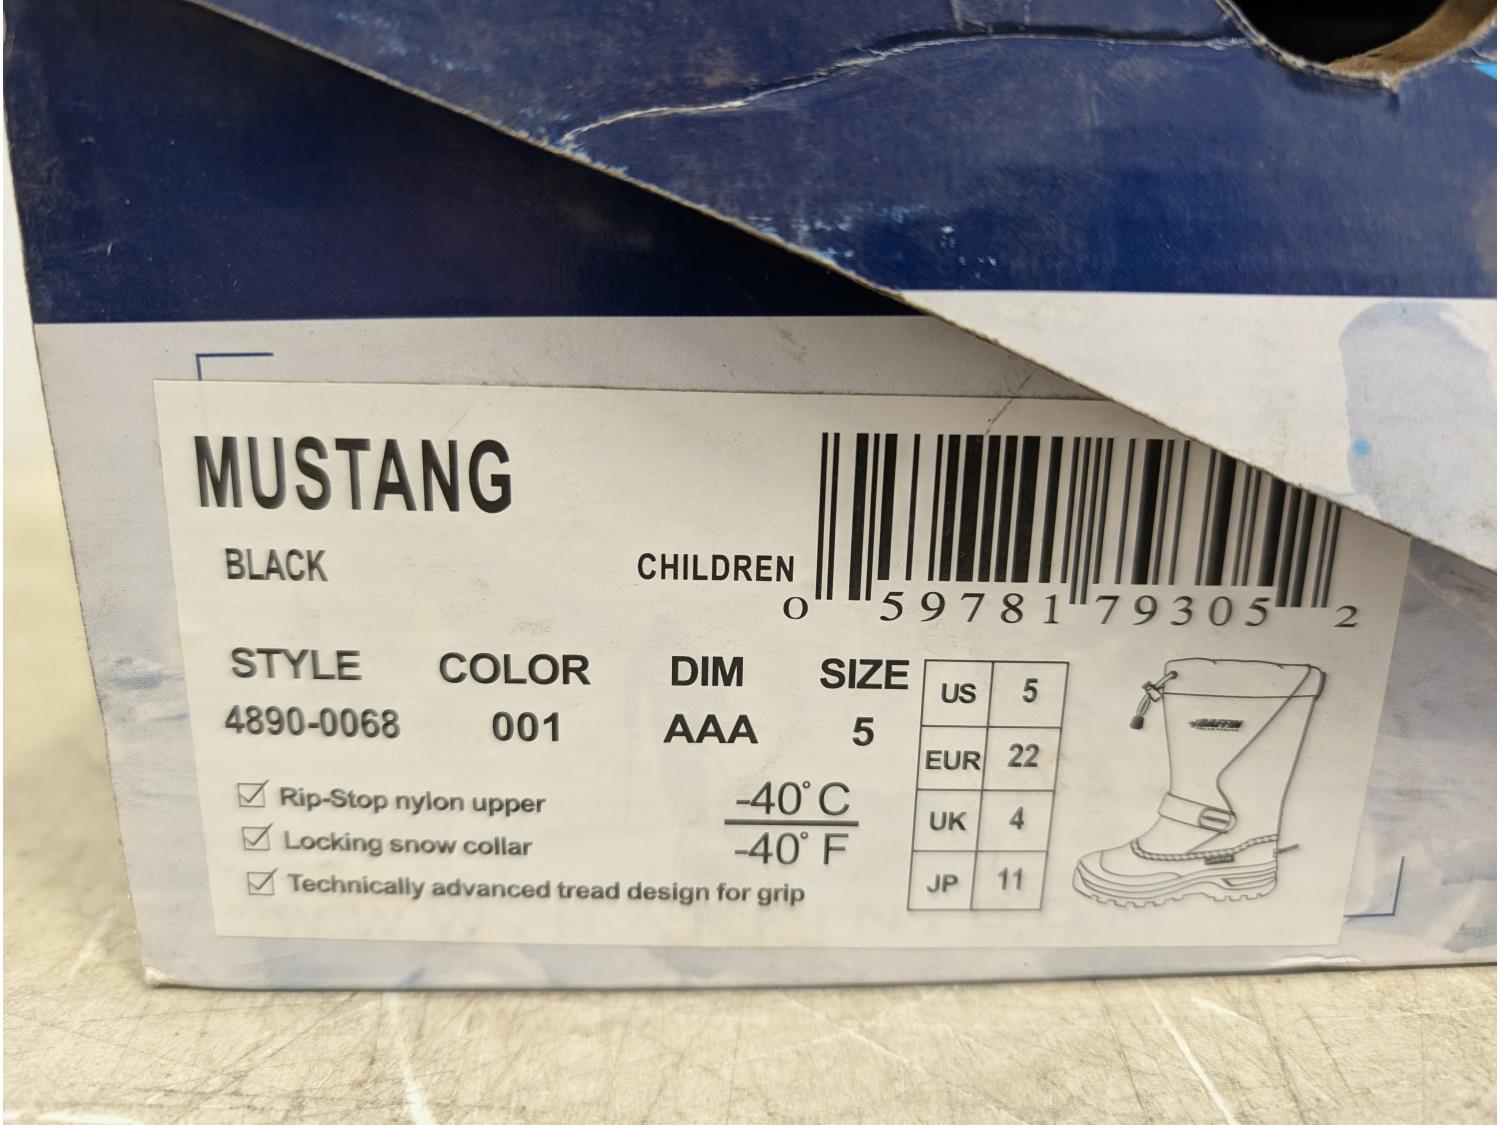 MUSTANG
BLACK
CHILDREN
0 59781 79305 2
STYLE COLOR DIM SIZE
4890-0068 001 AAA 5
US 5
EUR 22
UK 4
JP 11
Rip-Stop nylon upper
Locking snow collar
Technically advanced tread design for grip
-40°C
-40°F
BAFFIN